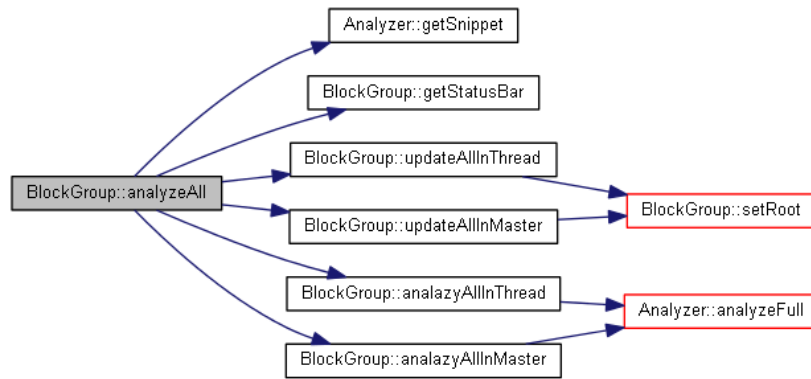 Analyzer::getSnippet
BlockGroup::getStatusBar
BlockGroup::updateAllInThread
BlockGroup::analyzeAll
BlockGroup::setRoot
BlockGroup::updateAllInMaster
BlockGroup::analazyAllInThread
Analyzer::analyzeFull
BlockGroup::analazyAllInMaster